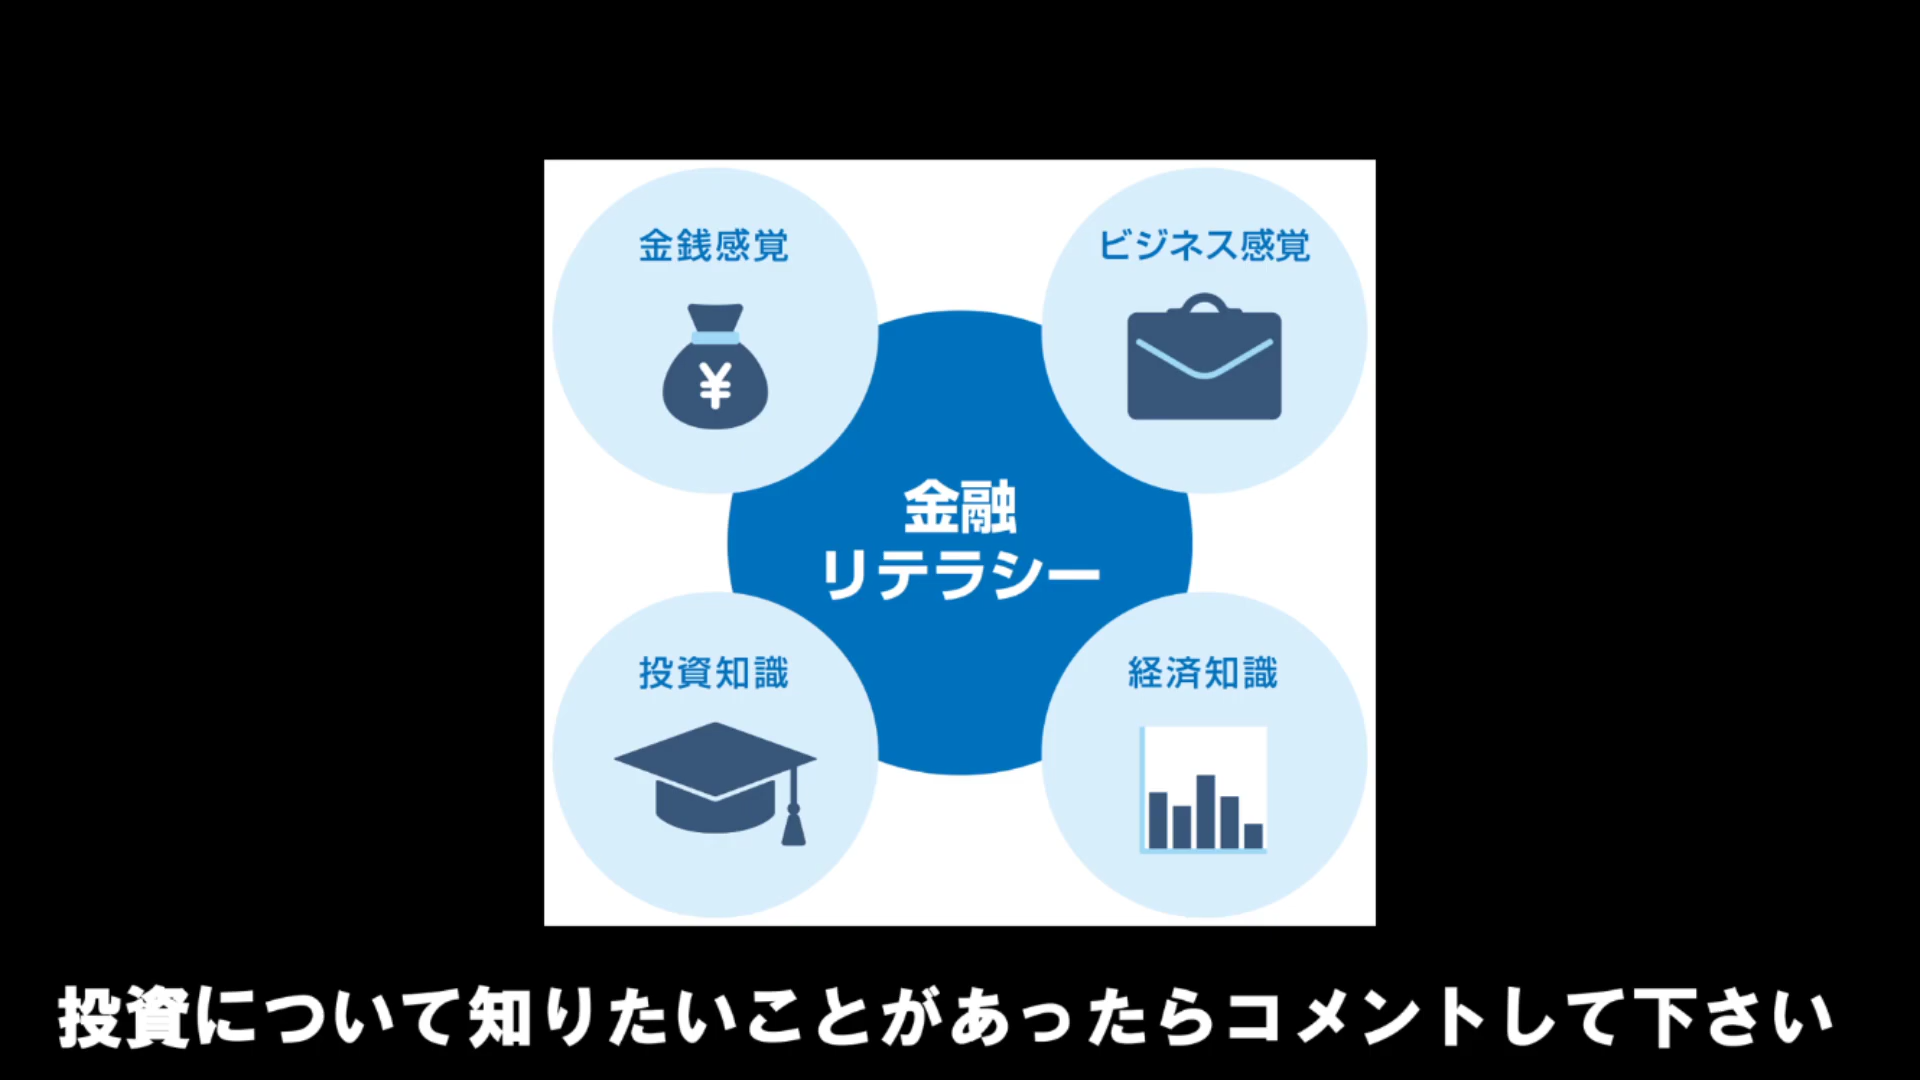 金銭感覚
ビジネス感覚
¥
金融
リテラシー
投資知識
経済知識
投資について知りたいことがあったらコメントして下さい